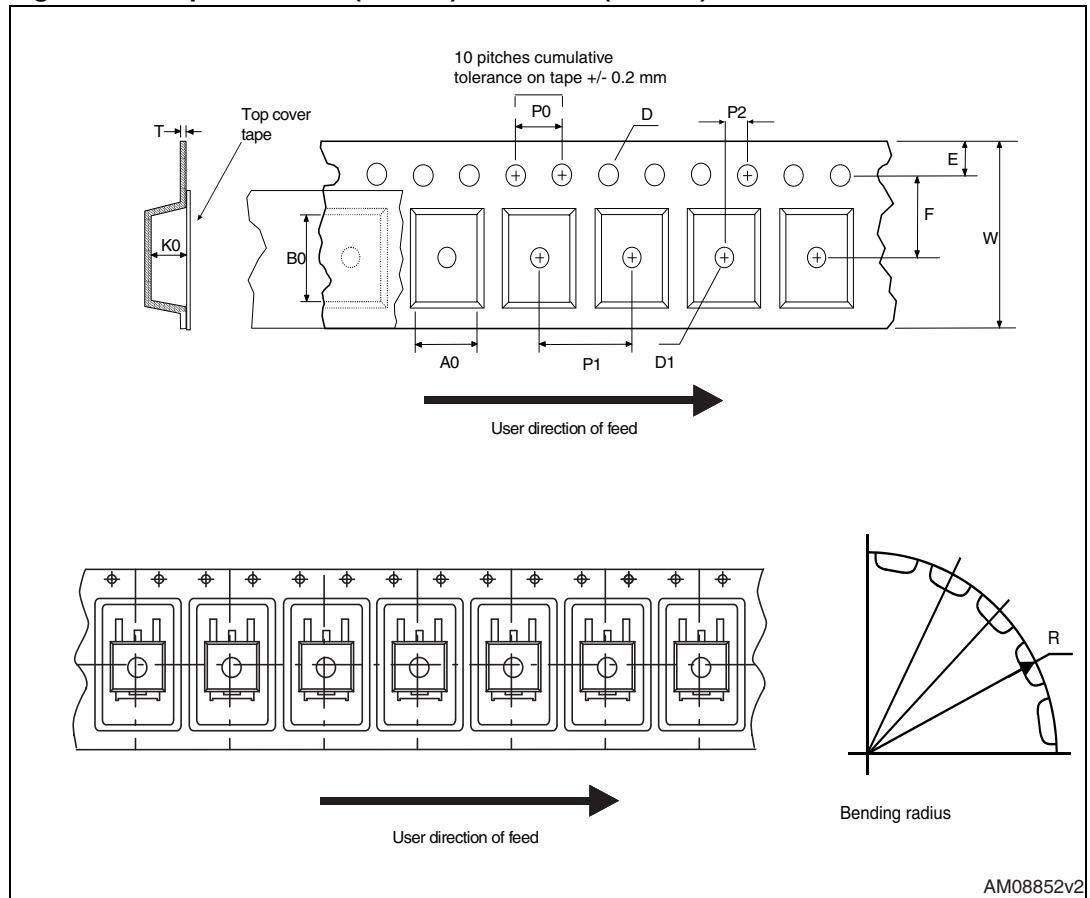 10 pitches cumulative
tolerance on tape +/- 0.2 mm
Top cover
tape
T
P0
D
P2
E
F
W
K0
B0
A0
P1
D1
User direction of feed
R
Bending radius
User direction of feed
AM08852v2